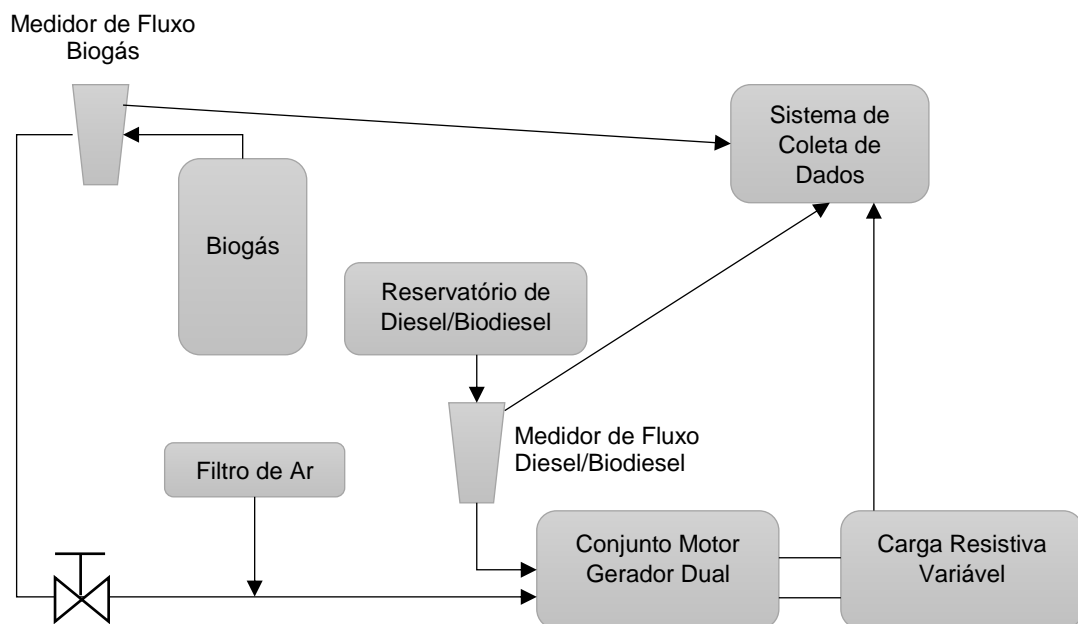 Medidor de Fluxo
Biogás
Sistema de
Coleta de
Dados
Biogás
Reservatório de
Diesel/Biodiesel
Medidor de Fluxo
Diesel/Biodiesel
Filtro de Ar
Conjunto Motor
Gerador Dual
Carga Resistiva
Variável